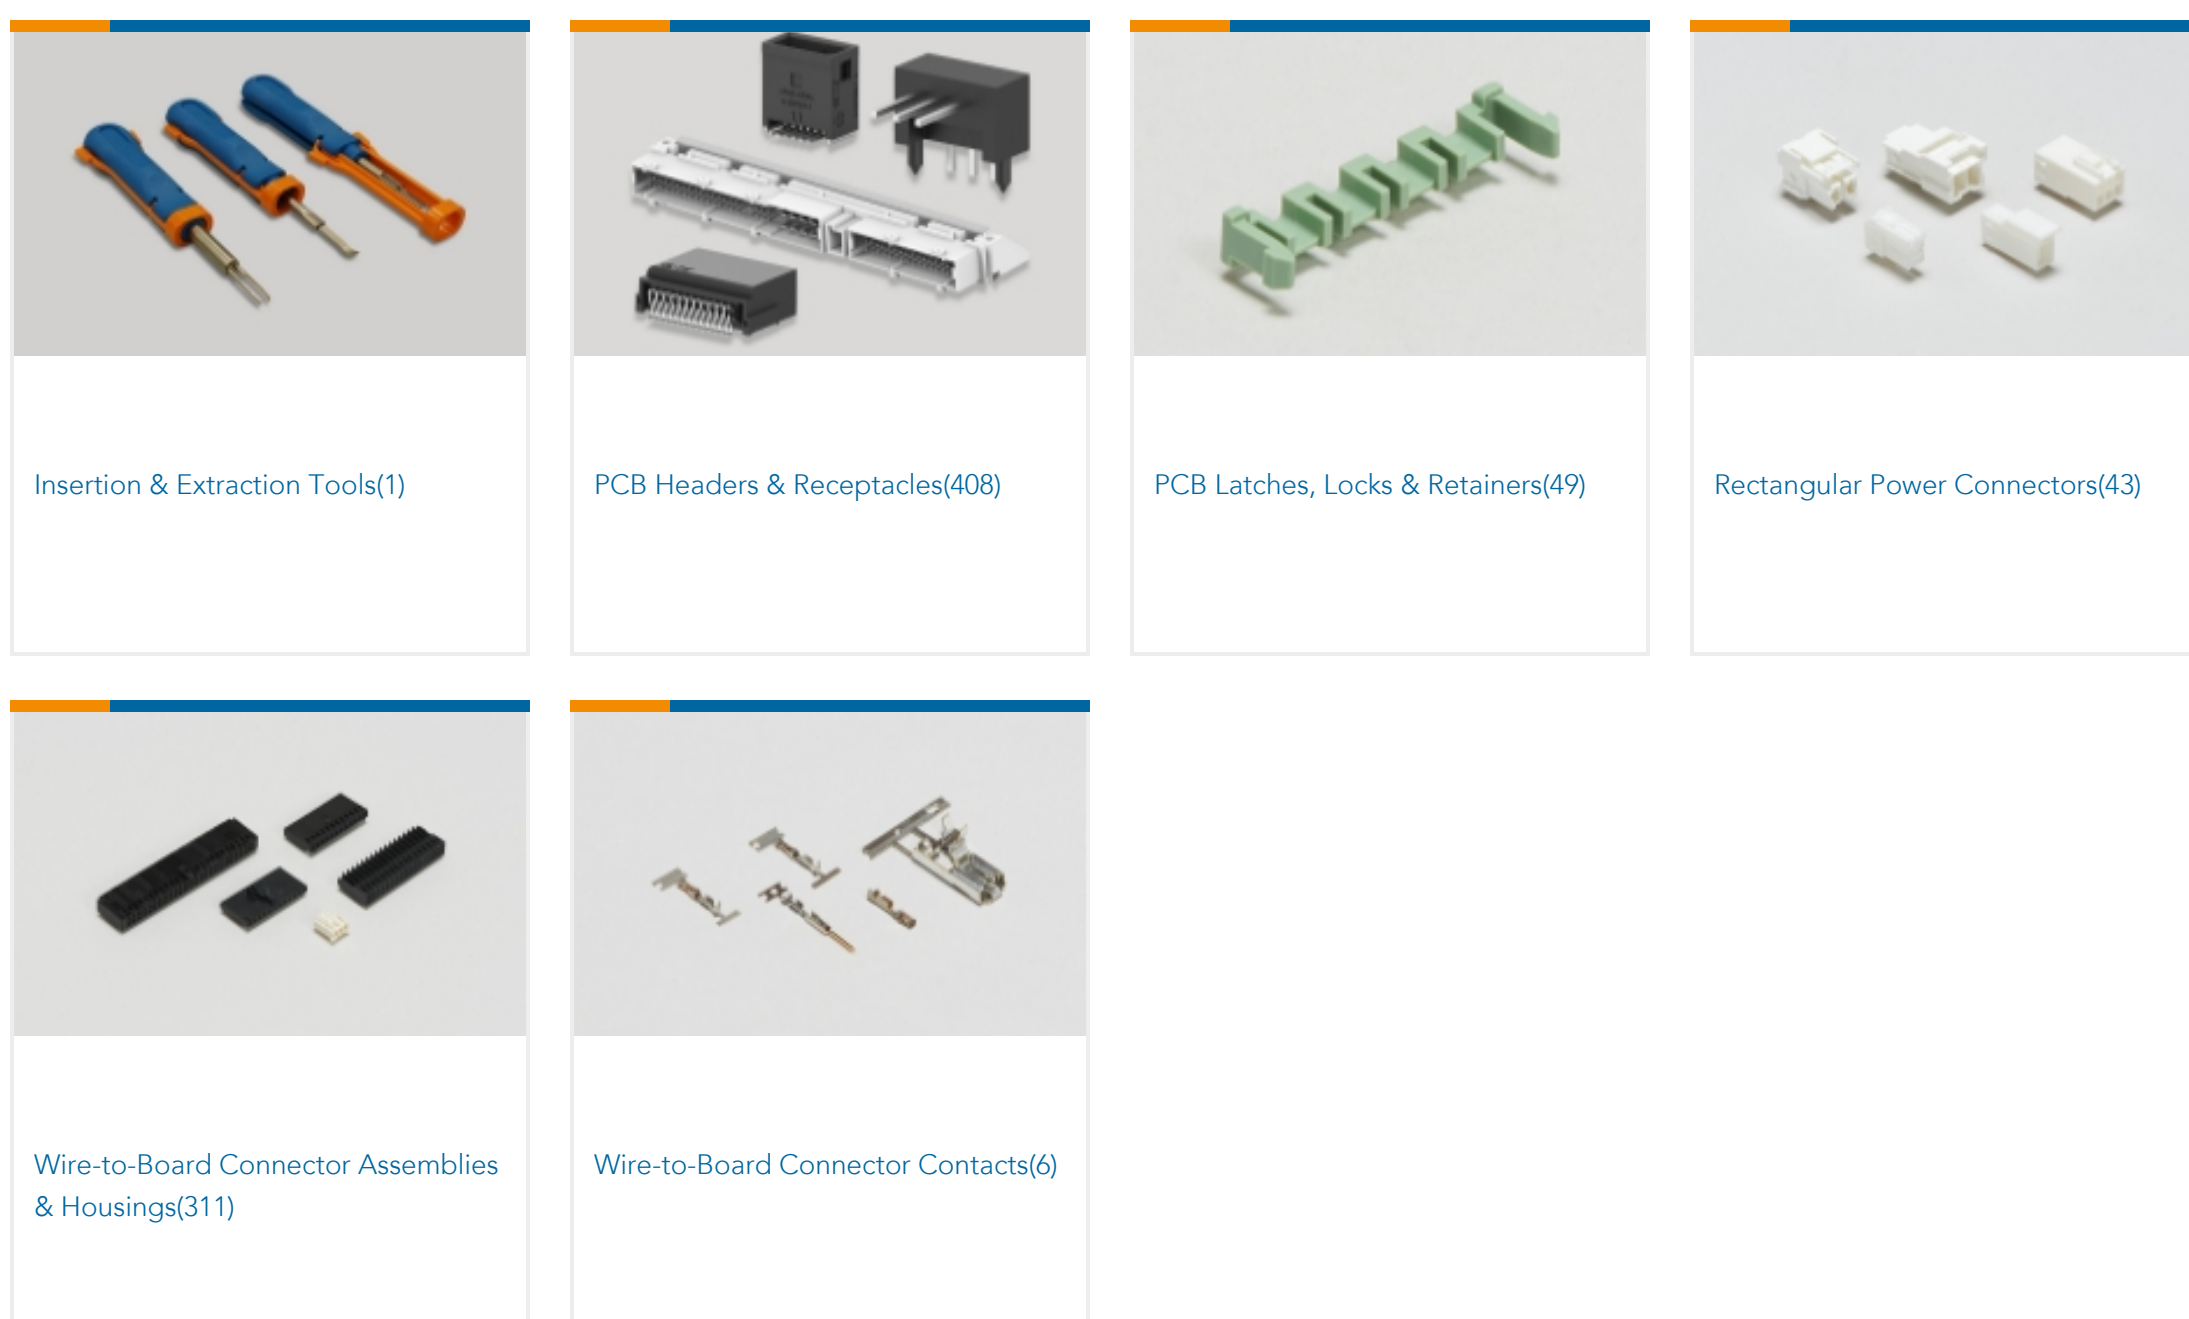 Insertion & Extraction Tools(1)
PCB Headers & Receptacles(408)
PCB Latches, Locks & Retainers(49)
Rectangular Power Connectors(43)
Wire-to-Board Connector Assemblies
& Housings(311)
Wire-to-Board Connector Contacts(6)